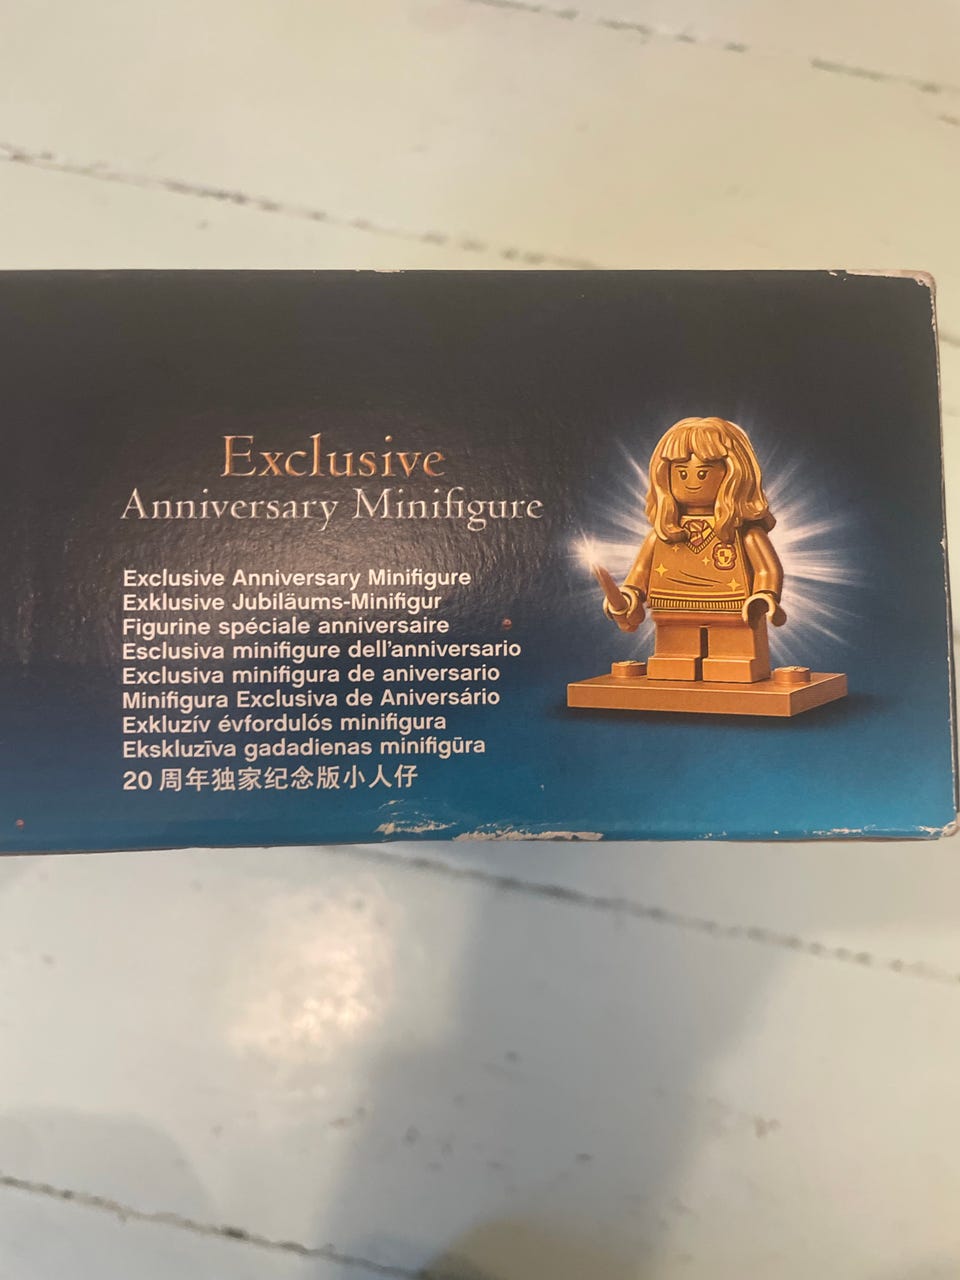 Exclusive
Anniversary Minifigure
Exclusive Anniversary Minifigure
Exklusive Jubiläums-Minifigur
Figurine spéciale anniversaire
Esclusiva minifigure dell'anniversario
Exclusiva minifigura de aniversario
Minifigura Exclusiva de Aniversário
Exkluzív évfordulós minifigura
Ekskluzīva gadadienas minifigūra
20 周年独家纪念版小人仔